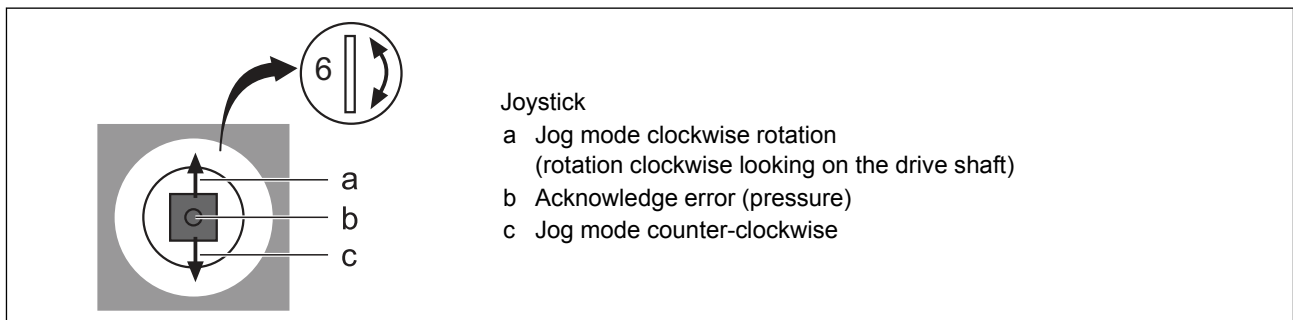 6
a
b
c
Joystick
a Jog mode clockwise rotation
(rotation clockwise looking on the drive shaft)
b Acknowledge error (pressure)
c Jog mode counter-clockwise